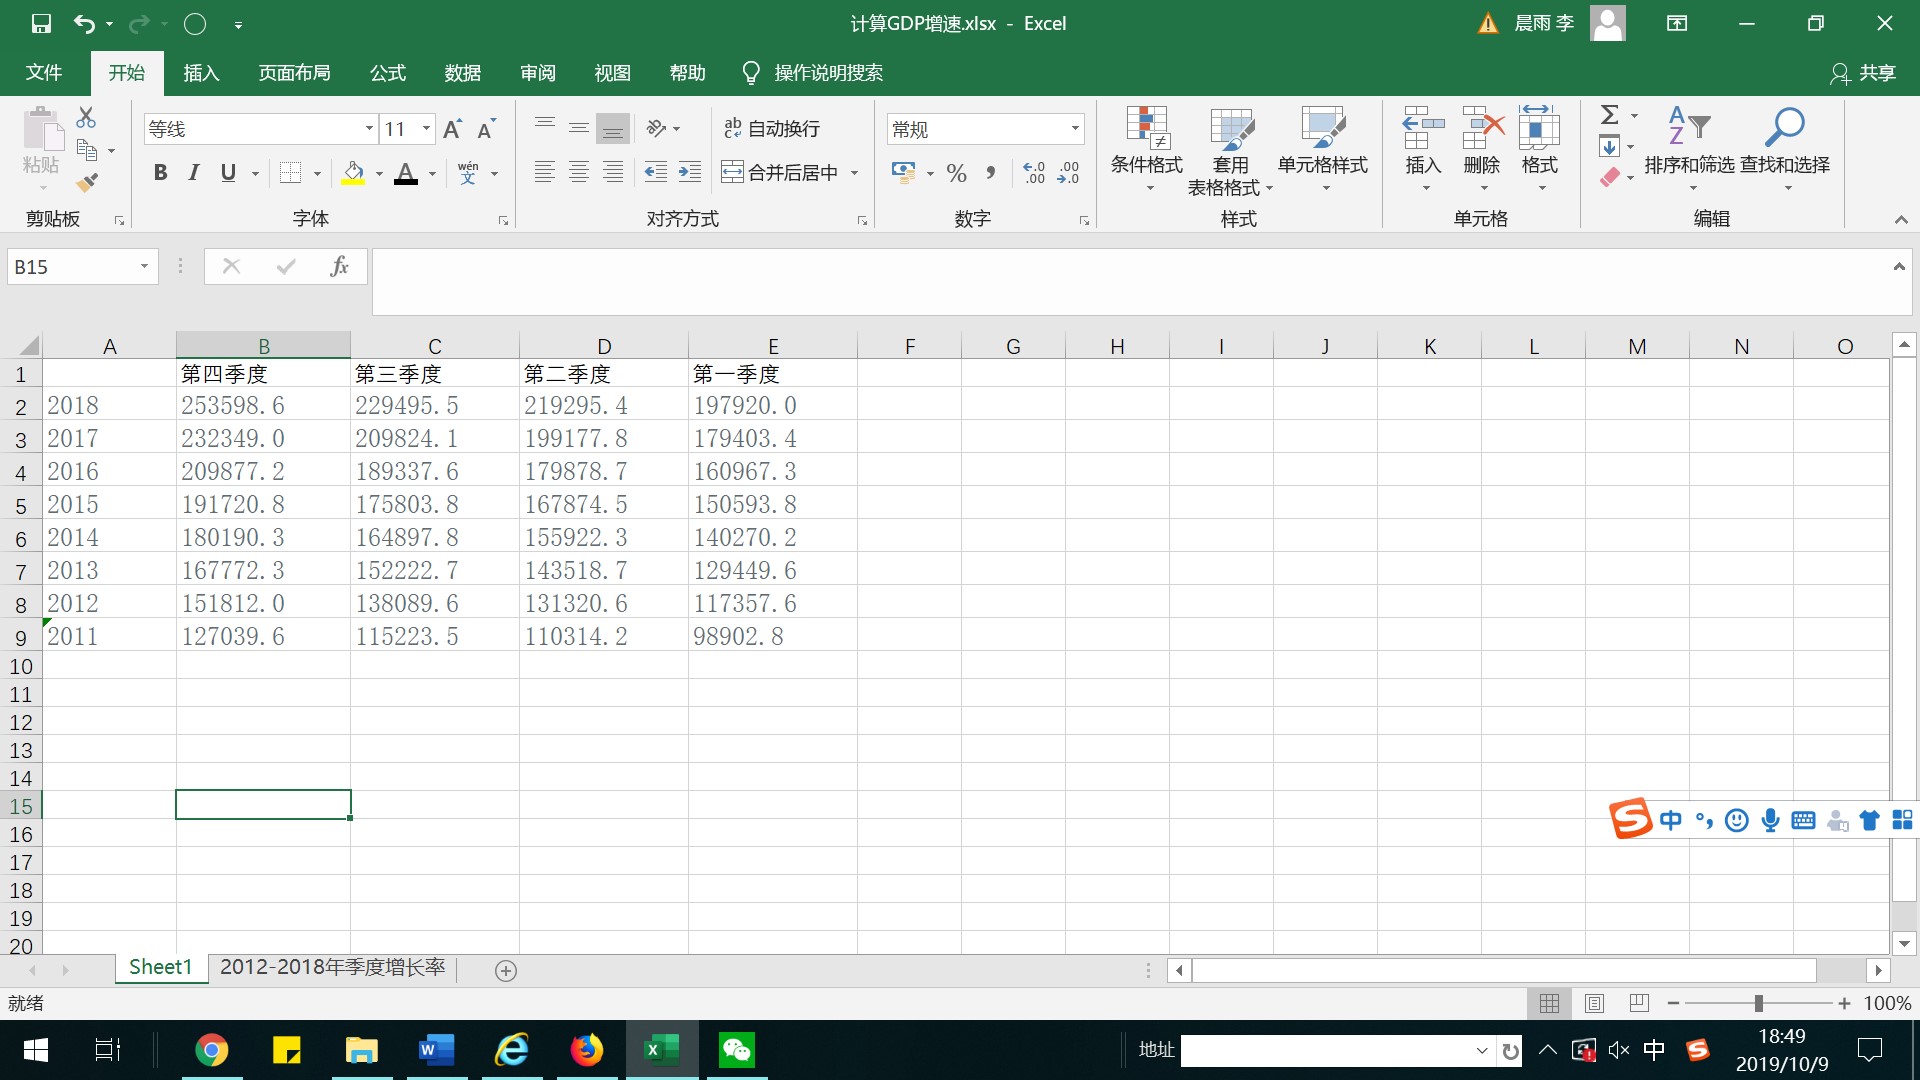 计算GDP增速.xlsx - Excel
晨雨 李
文件 开始 插入 页面布局 公式 数据 审阅 视图 帮助 操作说明搜索 共享
粘贴
等线 11
ab 自动换行
常规
B I U wén 文 合并后居中 % , .0 .00 .00 .0
条件格式 套用表格格式 单元格样式 插入 删除 格式 排序和筛选 查找和选择
剪贴板 字体 对齐方式 数字 样式 单元格 编辑
B15 fx
A B C D E F G H I J K L M N O
1 第四季度 第三季度 第二季度 第一季度
2 2018 253598.6 229495.5 219295.4 197920.0
3 2017 232349.0 209824.1 199177.8 179403.4
4 2016 209877.2 189337.6 179878.7 160967.3
5 2015 191720.8 175803.8 167874.5 150593.8
6 2014 180190.3 164897.8 155922.3 140270.2
7 2013 167772.3 152222.7 143518.7 129449.6
8 2012 151812.0 138089.6 131320.6 117357.6
9 2011 127039.6 115223.5 110314.2 98902.8
10
11
12
13
14
15
16
17
18
19
20
中
Sheet1 2012-2018年季度增长率
就绪 100%
地址 中 18:49
2019/10/9